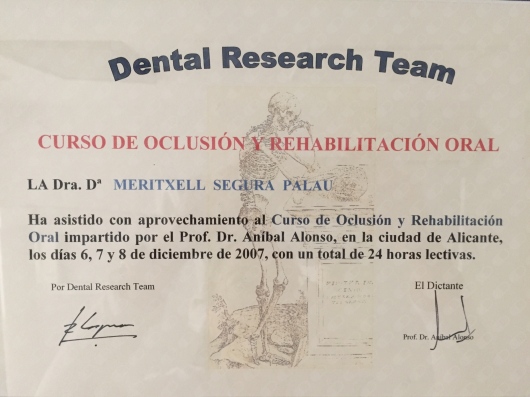 Dental Research Team
CURSO DE OCLUSIÓN Y REHABILITACIÓN ORAL
LA Dra. Dª MERITXELL SEGURA PALAU
Ha asistido con aprovechamiento al Curso de Oclusión y Rehabilitación
Oral impartido por el Prof. Dr. Aníbal Alonso, en la ciudad de Alicante,
los días 6, 7 y 8 de diciembre de 2007, con un total de 24 horas lectivas.
Por Dental Research Team
El Dictante
Prof. Dr. Aníbal Alonso